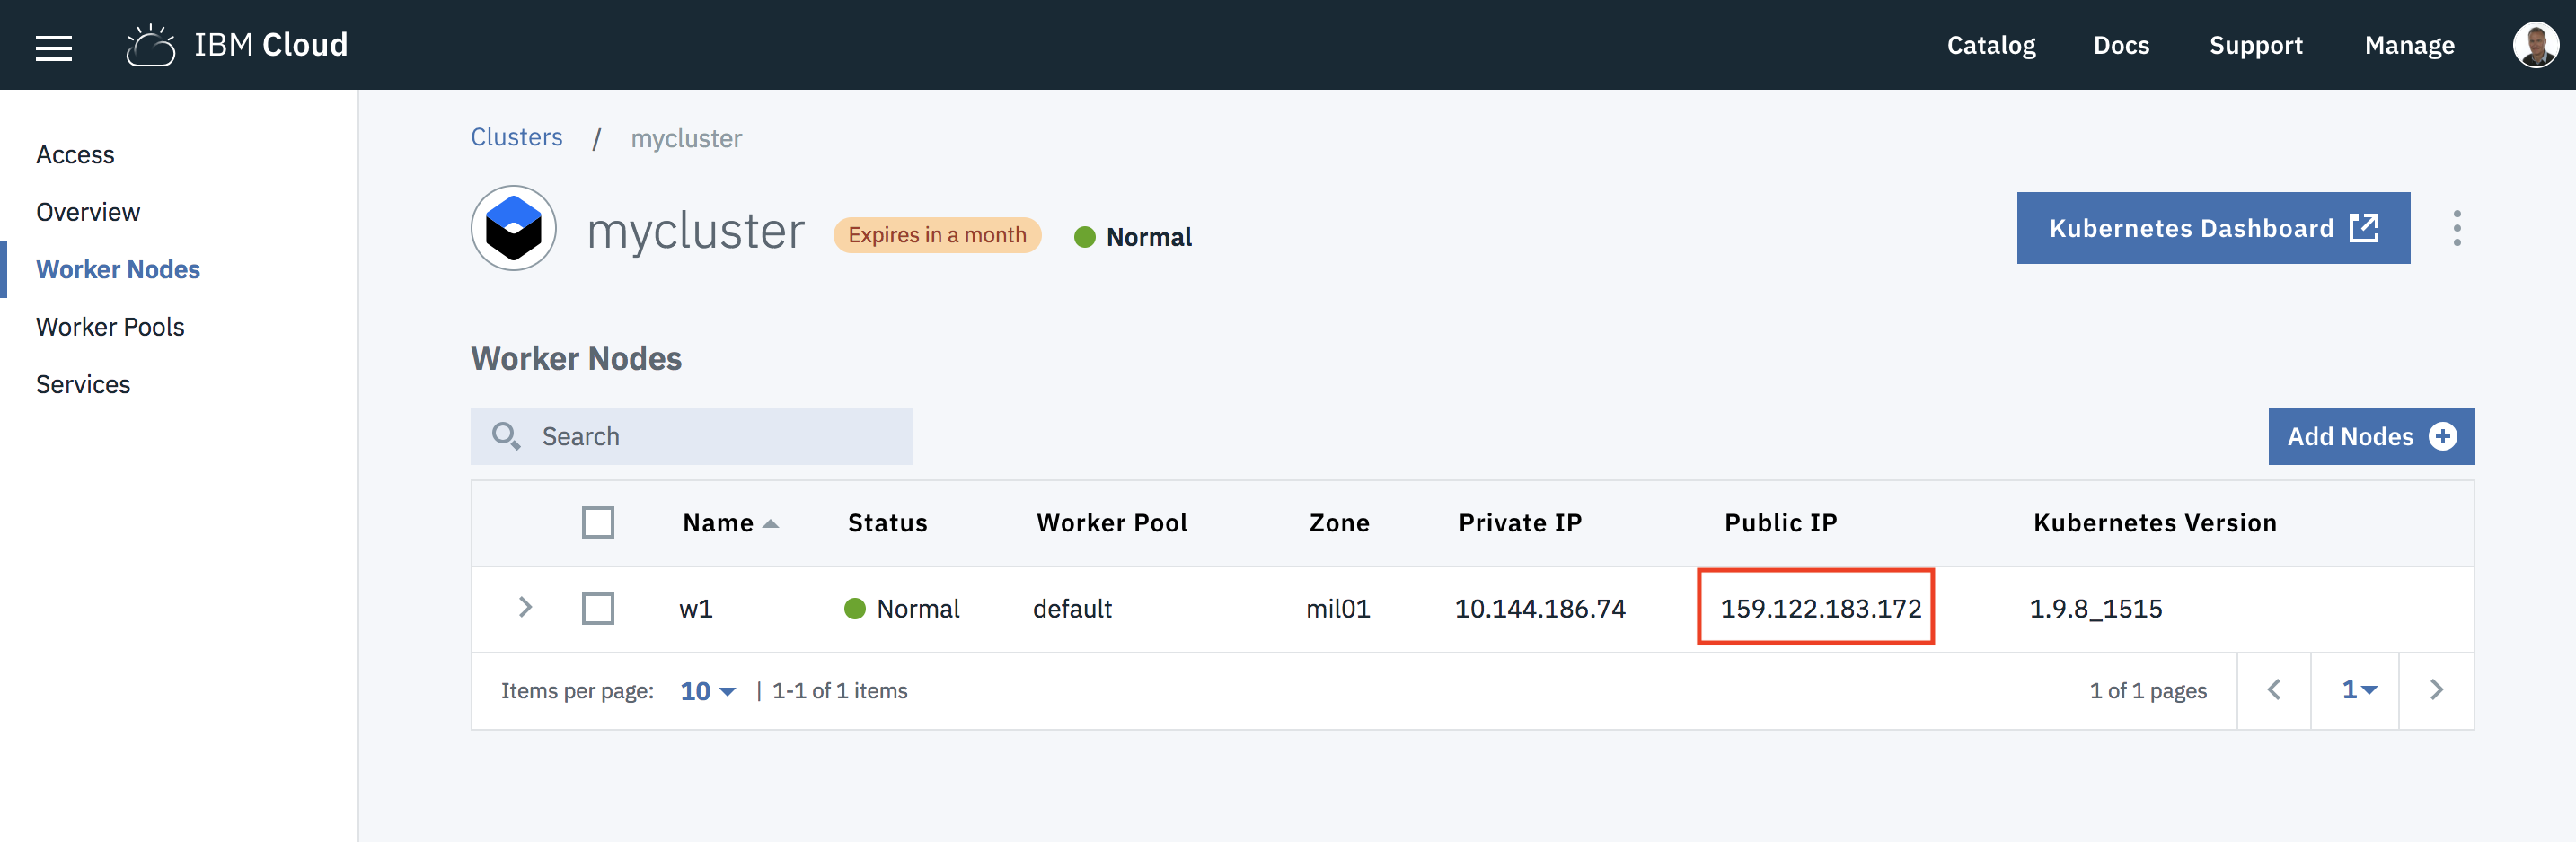 IBM Cloud
Catalog Docs Support Manage
Access
Overview
Worker Nodes
Worker Pools
Services
Clusters / mycluster
mycluster Expires in a month Normal
Kubernetes Dashboard
Worker Nodes
Search
Add Nodes
Name Status Worker Pool Zone Private IP Public IP Kubernetes Version
w1 Normal default mil01 10.144.186.74 159.122.183.172 1.9.8_1515
Items per page: 10 | 1-1 of 1 items 1 of 1 pages 1